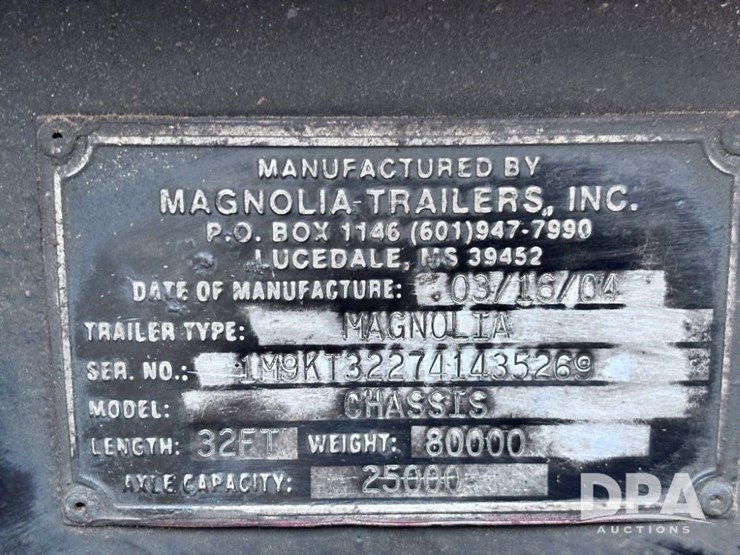 MANUFACTURED BY
MAGNOLIA TRAILERS, INC.
P.O. BOX 1146 (601)947-7990
LUCEDALE, MS 39452
DATE OF MANUFACTURE: 03/16/04
TRAILER TYPE: MAGNOLIA
SER. NO.: 1M9KT322741435269
MODEL: CHASSIS
LENGTH: 32FT WEIGHT: 80000
AXLE CAPACITY: 25000
DPA
AUCTIONS